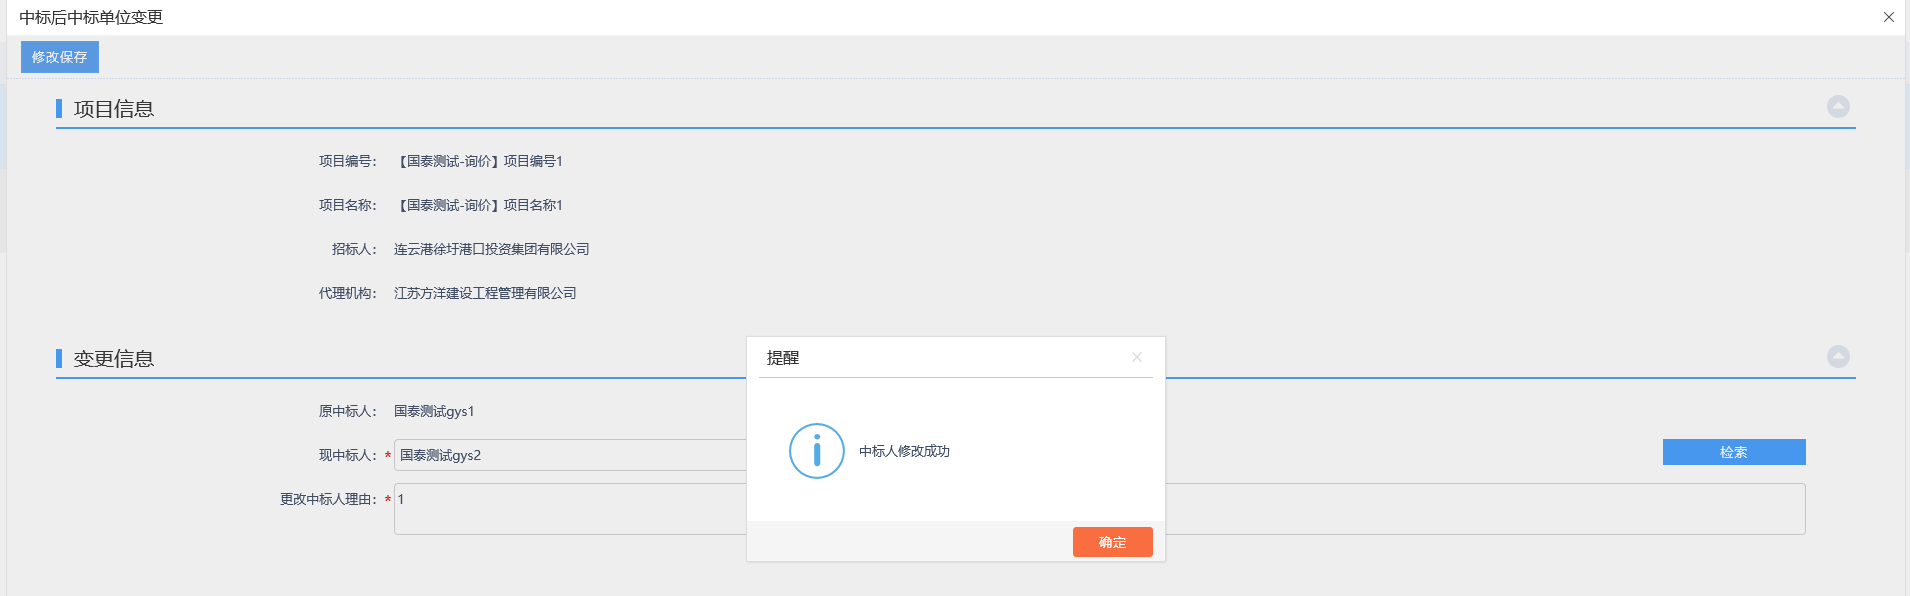 中标后中标单位变更
修改保存
项目信息
项目编号： 【国泰测试-询价】项目编号1
项目名称： 【国泰测试-询价】项目名称1
招标人： 连云港徐圩港口投资集团有限公司
代理机构： 江苏方洋建设工程管理有限公司
变更信息
提醒
原中标人： 国泰测试gys1
现中标人：* 国泰测试gys2
中标人修改成功
检索
更改中标人理由：* 1
确定